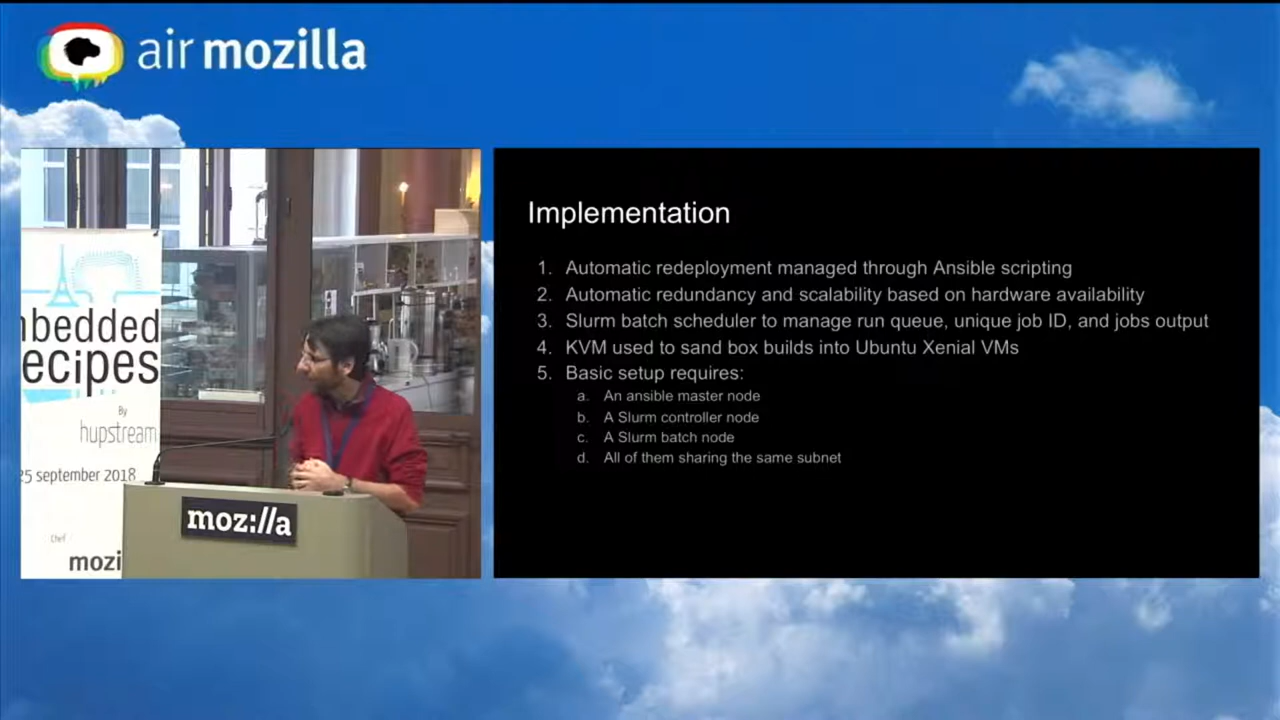 air mozilla
Implementation
1. Automatic redeployment managed through Ansible scripting
2. Automatic redundancy and scalability based on hardware availability
3. Slurm batch scheduler to manage run queue, unique job ID, and jobs output
4. KVM used to sand box builds into Ubuntu Xenial VMs
5. Basic setup requires:
a. An ansible master node
b. A Slurm controller node
c. A Slurm batch node
d. All of them sharing the same subnet
nbedded
ecipes
By
hupstream
25 september 2018
Chef
mozi
moz://a